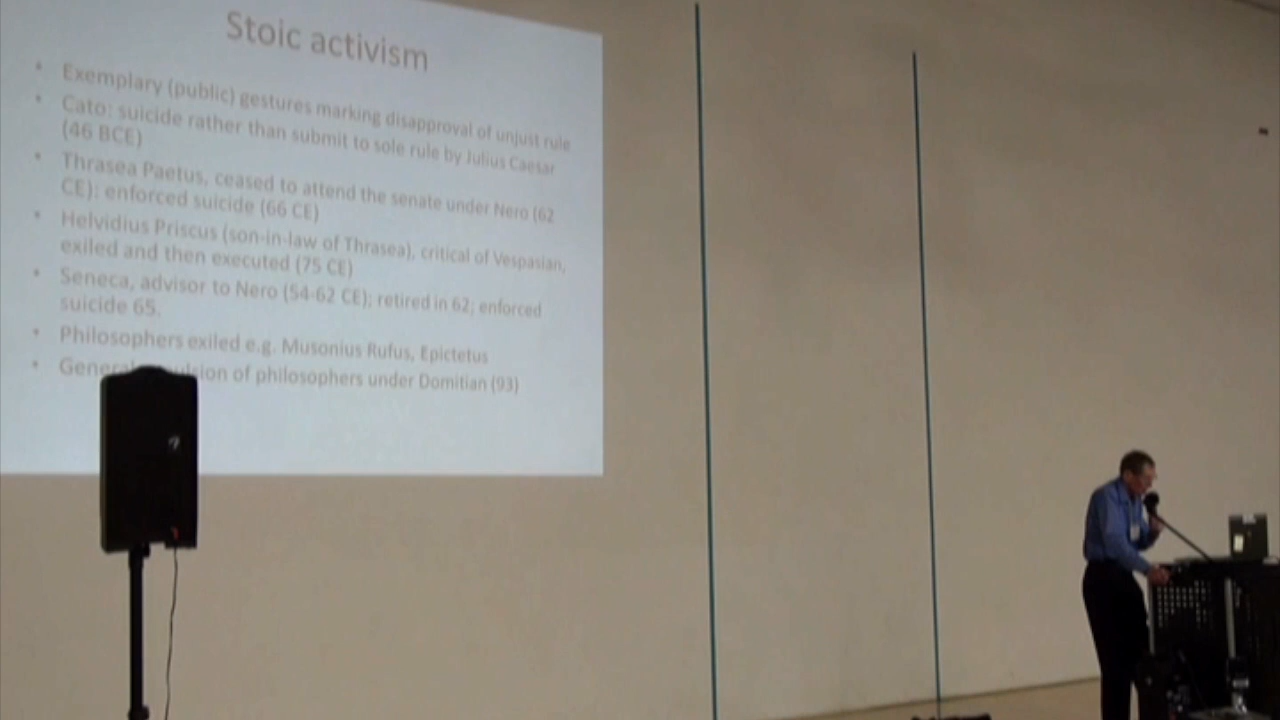 Stoic activism
• Exemplary (public) gestures marking disapproval of unjust rule
• Cato: suicide rather than submit to sole rule by Julius Caesar
(46 BCE)
• Thrasea Paetus, ceased to attend the senate under Nero (62
CE): enforced suicide (66 CE)
• Helvidius Priscus (son-in-law of Thrasea), critical of Vespasian,
exiled and then executed (75 CE)
• Seneca, advisor to Nero (54-62 CE); retired in 62; enforced
suicide 65.
• Philosophers exiled e.g. Musonius Rufus, Epictetus
• General of philosophers under Domitian (93)